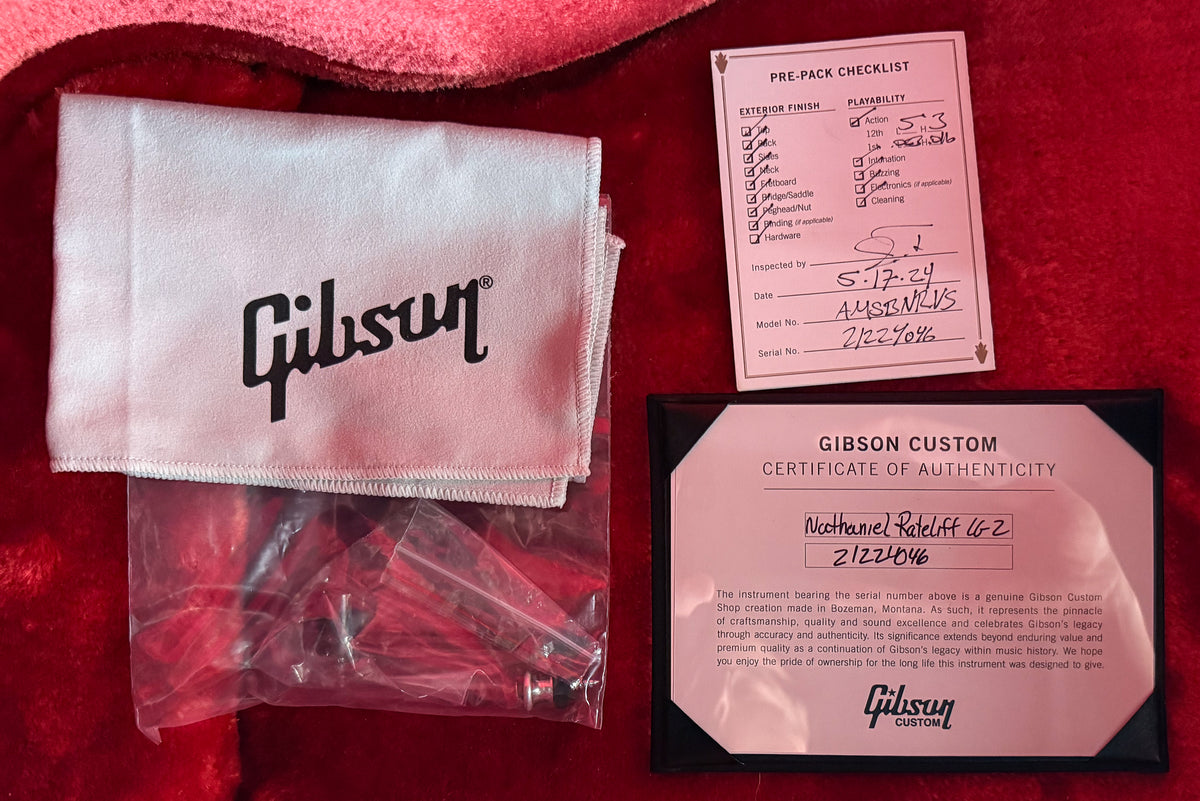 Gibson®
PRE-PACK CHECKLIST
EXTERIOR FINISH
Top
Back
Sides
Neck
Fretboard
Bridge/Saddle
Peghead/Nut
Binding (if applicable)
Hardware
PLAYABILITY
Action
12th L 5 H 3
1st H .016
Intonation
Buzzing
Electronics (if applicable)
Cleaning
Inspected by
Date 5-17-24
Model No. AMSBNRVS
Serial No. 21224046
GIBSON CUSTOM
CERTIFICATE OF AUTHENTICITY
Nathaniel Rateliff LG-2
21224046
The instrument bearing the serial number above is a genuine Gibson Custom
Shop creation made in Bozeman, Montana. As such, it represents the pinnacle
of craftsmanship, quality and sound excellence and celebrates Gibson's legacy
through accuracy and authenticity. Its significance extends beyond enduring value and
premium quality as a continuation of Gibson's legacy within music history. We hope
you enjoy the pride of ownership for the long life this instrument was designed to give.
Gibson
CUSTOM